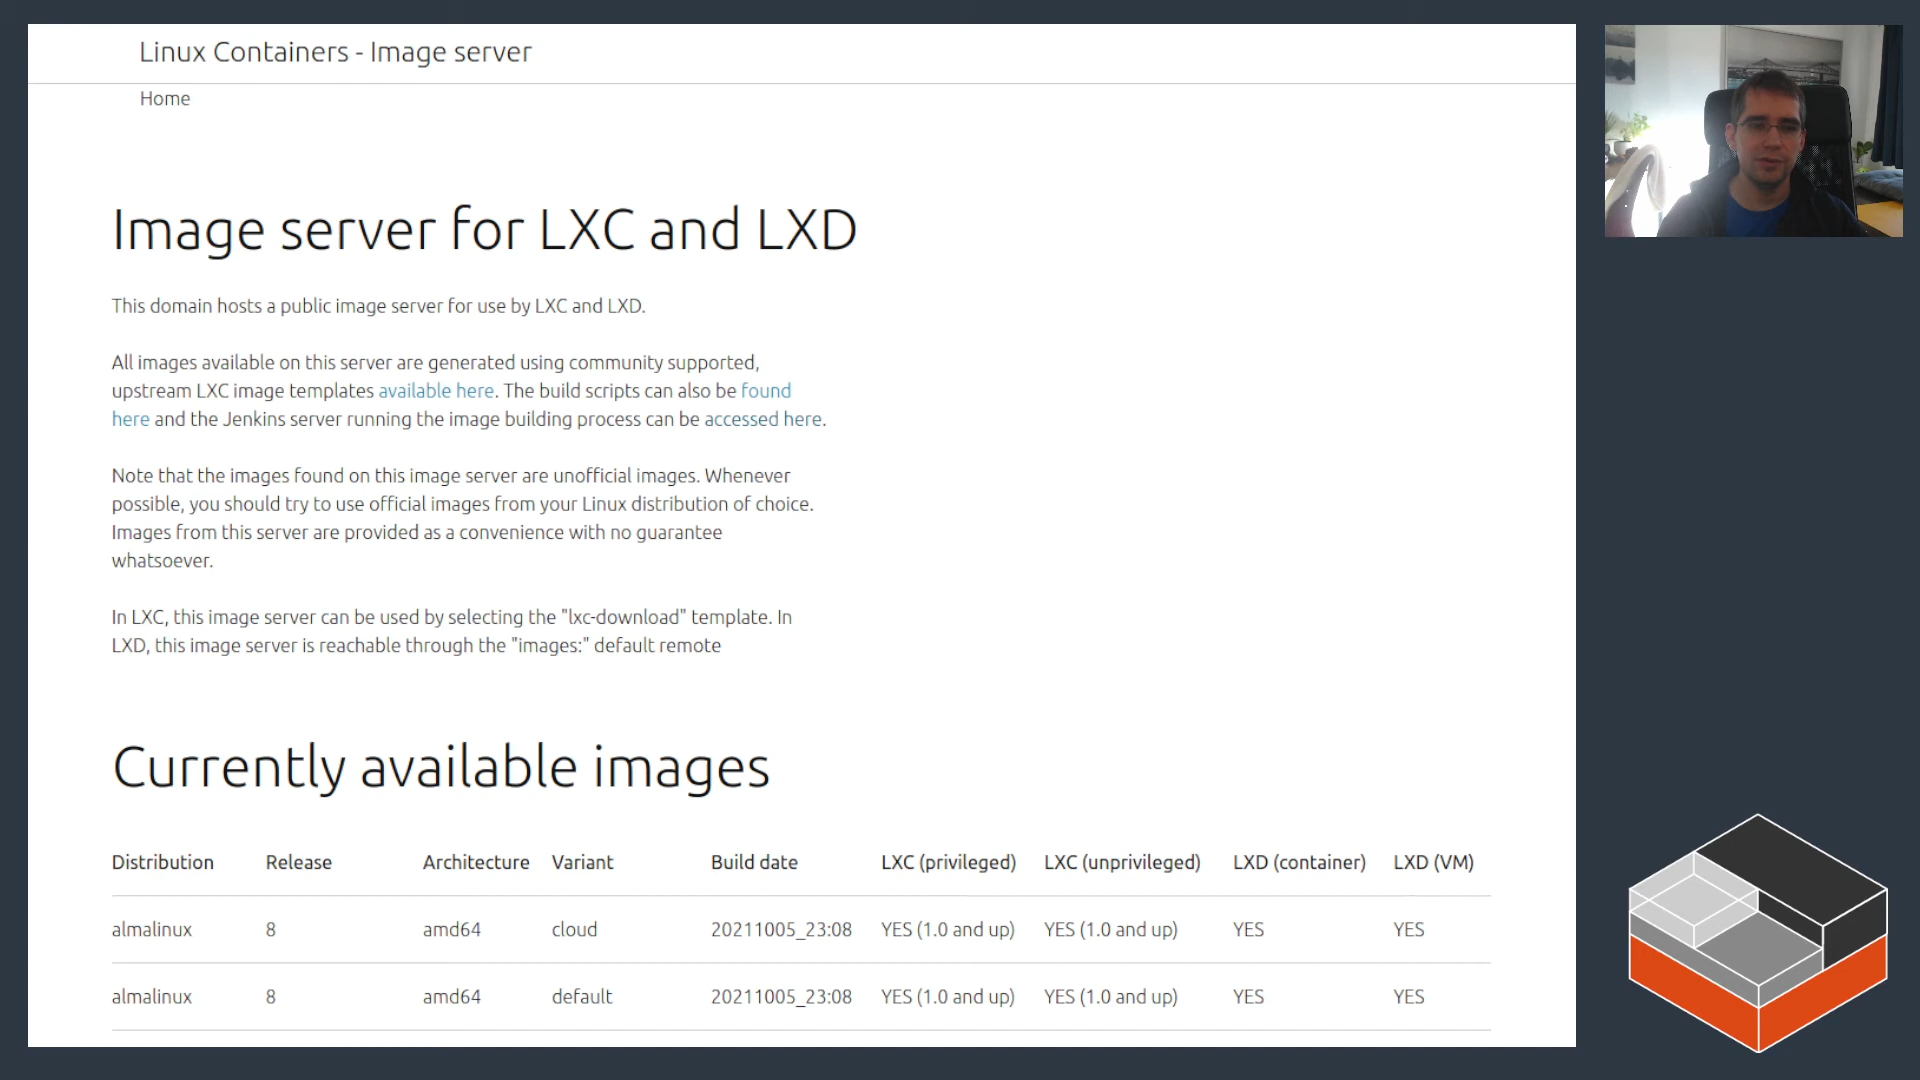 Linux Containers - Image server
Home
Image server for LXC and LXD
This domain hosts a public image server for use by LXC and LXD.
All images available on this server are generated using community supported,
upstream LXC image templates available here. The build scripts can also be found
here and the Jenkins server running the image building process can be accessed here.
Note that the images found on this image server are unofficial images. Whenever
possible, you should try to use official images from your Linux distribution of choice.
Images from this server are provided as a convenience with no guarantee
whatsoever.
In LXC, this image server can be used by selecting the "lxc-download" template. In
LXD, this image server is reachable through the "images:" default remote
Currently available images
Distribution Release Architecture Variant Build date LXC (privileged) LXC (unprivileged) LXD (container) LXD (VM)
almalinux 8 amd64 cloud 20211005_23:08 YES (1.0 and up) YES (1.0 and up) YES YES
almalinux 8 amd64 default 20211005_23:08 YES (1.0 and up) YES (1.0 and up) YES YES